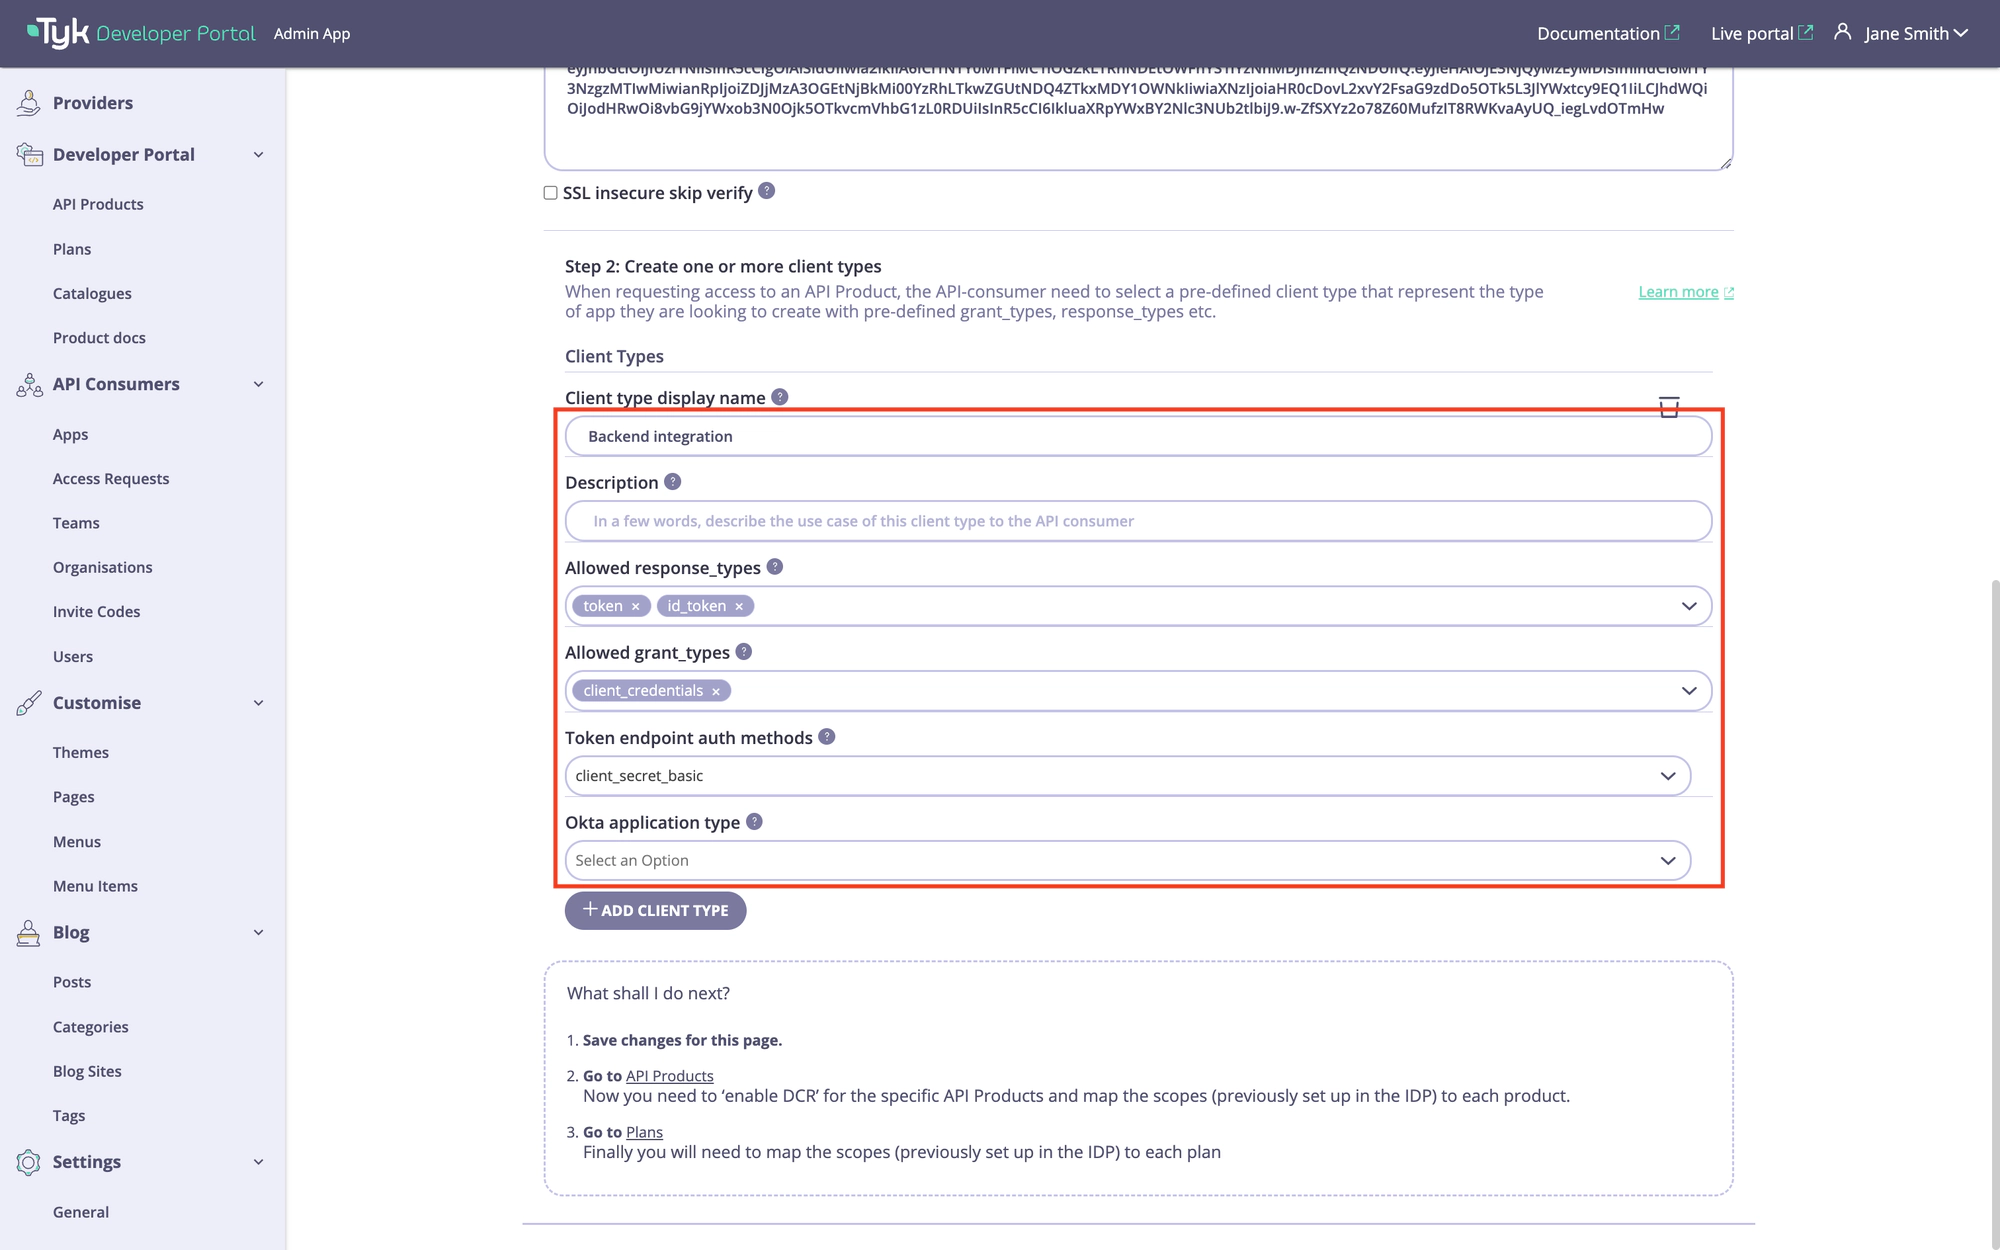 Tyk Developer Portal Admin App
Documentation Live portal Jane Smith
Providers
Developer Portal
API Products
Plans
Catalogues
Product docs
API Consumers
Apps
Access Requests
Teams
Organisations
Invite Codes
Users
Customise
Themes
Pages
Menus
Menu Items
Blog
Posts
Categories
Blog Sites
Tags
Settings
General
SSL insecure skip verify ?
Step 2: Create one or more client types
When requesting access to an API Product, the API-consumer need to select a pre-defined client type that represent the type
of app they are looking to create with pre-defined grant_types, response_types etc.
Learn more
Client Types
Client type display name ?
Backend integration
Description ?
In a few words, describe the use case of this client type to the API consumer
Allowed response_types ?
token × id_token ×
Allowed grant_types ?
client_credentials ×
Token endpoint auth methods ?
client_secret_basic
Okta application type ?
Select an Option
+ ADD CLIENT TYPE
What shall I do next?
1. Save changes for this page.
2. Go to API Products
Now you need to ‘enable DCR’ for the specific API Products and map the scopes (previously set up in the IDP) to each product.
3. Go to Plans
Finally you will need to map the scopes (previously set up in the IDP) to each plan